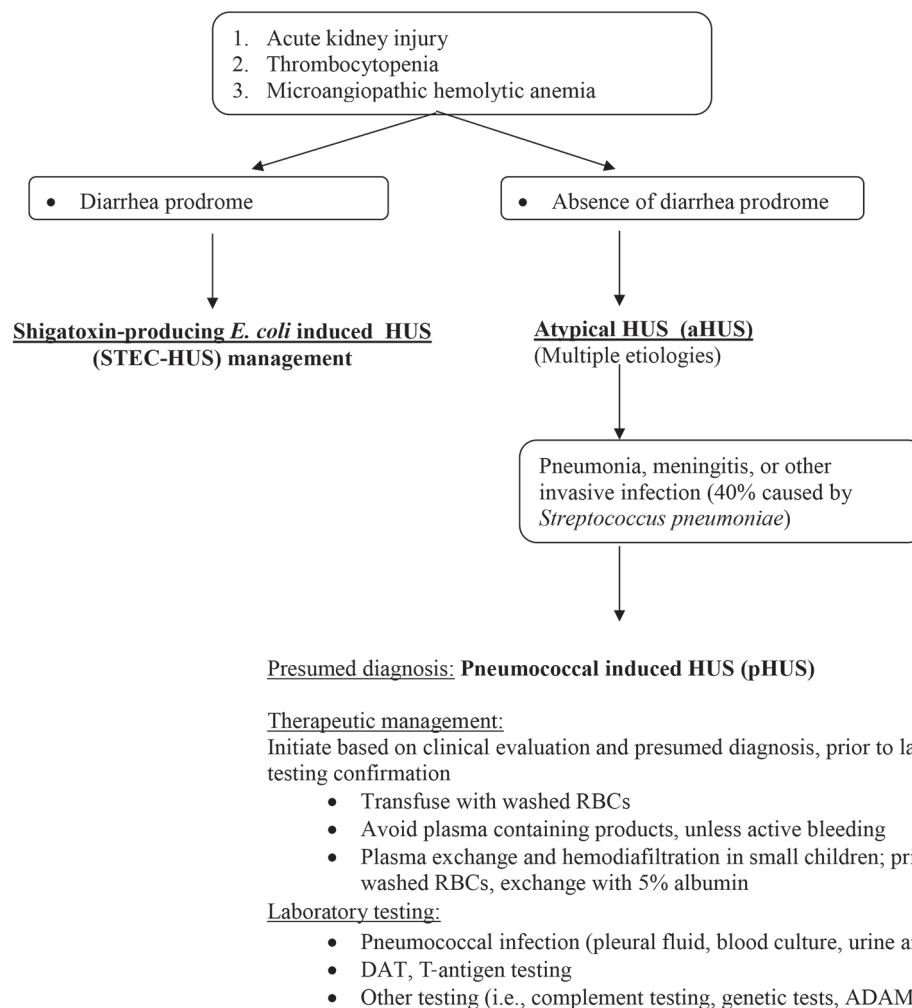 1. Acute kidney injury
2. Thrombocytopenia
3. Microangiopathic hemolytic anemia
• Diarrhea prodrome
• Absence of diarrhea prodrome
Shigatoxin-producing E. coli induced HUS
(STEC-HUS) management
Atypical HUS (aHUS)
(Multiple etiologies)
Pneumonia, meningitis, or other
invasive infection (40% caused by
Streptococcus pneumoniae)
Presumed diagnosis: Pneumococcal induced HUS (pHUS)
Therapeutic management:
Initiate based on clinical evaluation and presumed diagnosis, prior to
testing confirmation
• Transfuse with washed RBCs
• Avoid plasma containing products, unless active bleeding
• Plasma exchange and hemodiafiltration in small children;
washed RBCs, exchange with 5% albumin
Laboratory testing:
• Pneumococcal infection (pleural fluid, blood culture, urine
• DAT, T-antigen testing
• Other testing (i.e., complement testing, genetic tests,